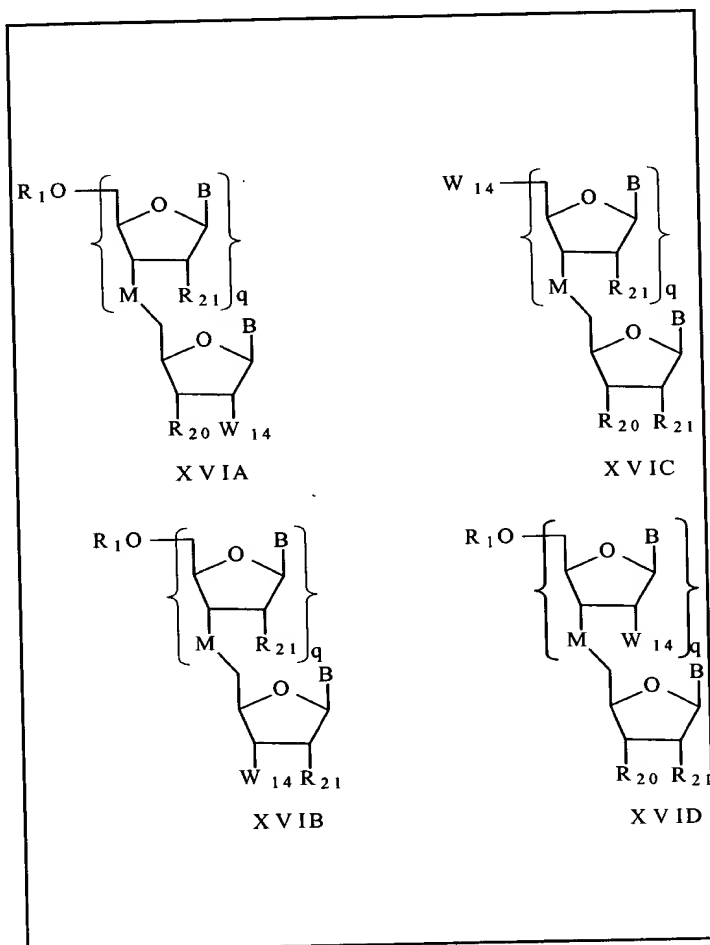 R1O B
O
M R21 q
B
O
R20 W14
XVIA
W14 B
O
M R21 q
B
O
R20 R21
XVIC
R1O B
O
M R21 q
B
O
W14 R21
XVIB
R1O B
O
M W14 q
B
O
R20 R21
XVID